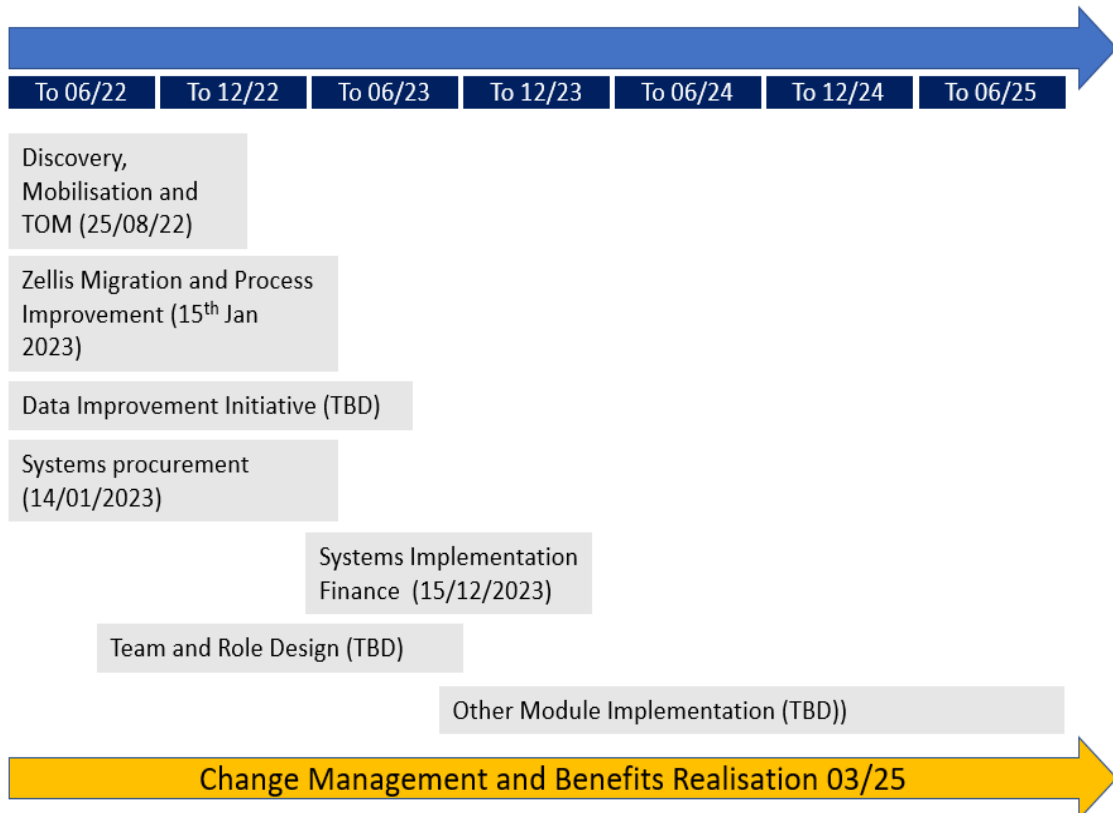 To 06/22 To 12/22 To 06/23 To 12/23 To 06/24 To 12/24 To 06/25
Discovery,
Mobilisation and
TOM (25/08/22)
Zellis Migration and Process
Improvement (15th Jan
2023)
Data Improvement Initiative (TBD)
Systems procurement
(14/01/2023)
Systems Implementation
Finance (15/12/2023)
Team and Role Design (TBD)
Other Module Implementation (TBD))
Change Management and Benefits Realisation 03/25